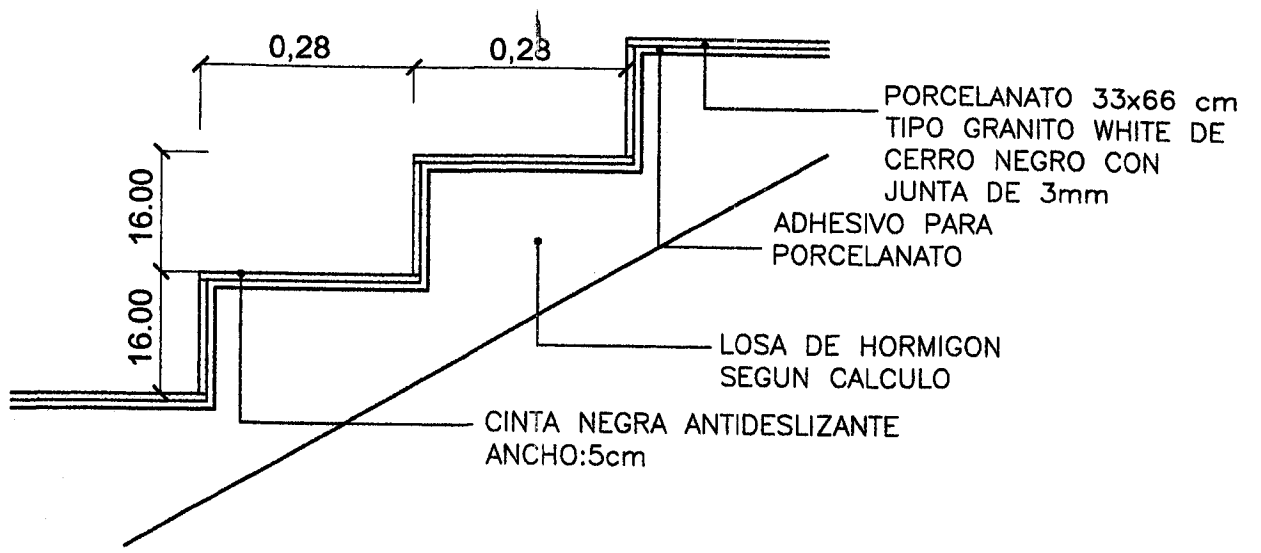 0,28
0,28
PORCELANATO 33x66 cm
TIPO GRANITO WHITE DE
CERRO NEGRO CON
JUNTA DE 3mm
16.00
ADHESIVO PARA
PORCELANATO
16.00
LOSA DE HORMIGON
SEGUN CALCULO
CINTA NEGRA ANTIDESLIZANTE
ANCHO:5cm